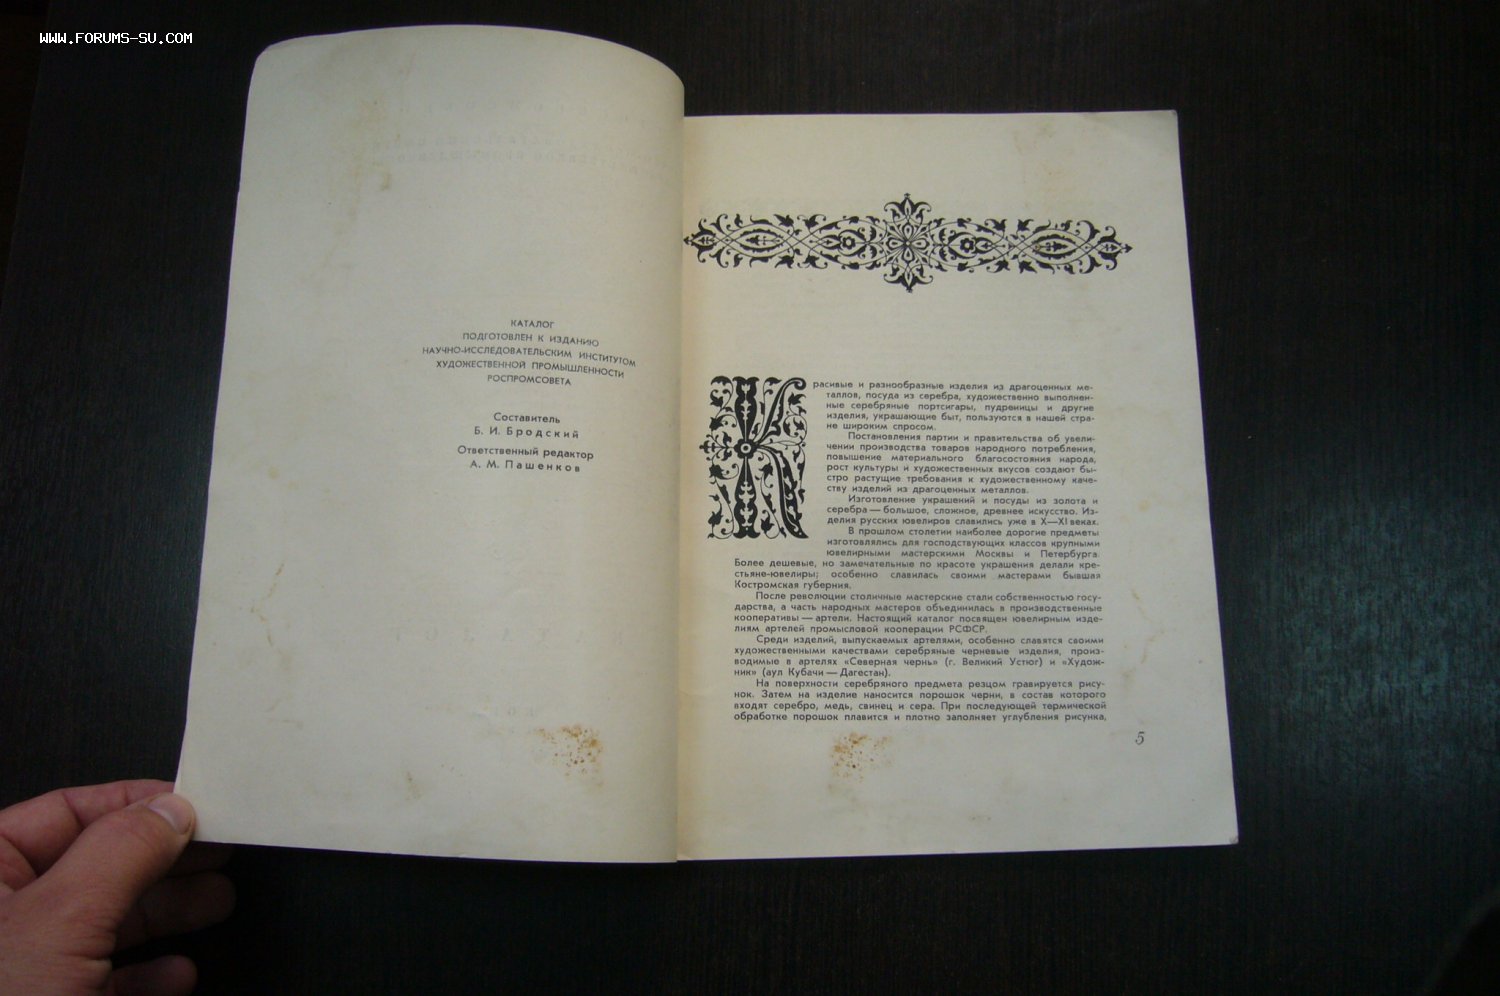 WWW.FORUMS-SU.COM
КАТАЛОГ
ПОДГОТОВЛЕН К ИЗДАНИЮ
НАУЧНО-ИССЛЕДОВАТЕЛЬСКИМ ИНСТИТУТОМ
ХУДОЖЕСТВЕННОЙ ПРОМЫШЛЕННОСТИ
РОСПРОМСОВЕТА
Составитель
Б. И. Бродский
Ответственный редактор
А. М. Пашенков
Красивые и разнообразные изделия из драгоценных ме-
таллов, посуда из серебра, художественно выполнен-
ные серебряные портсигары, пудреницы и другие
изделия, украшающие быт, пользуются в нашей стра-
не широким спросом.
Постановления партии и правительства об увели-
чении производства товаров народного потребления,
повышение материального благосостояния народа,
рост культуры и художественных вкусов создают бы-
стро растущие требования к художественному каче-
ству изделий из драгоценных металлов.
Изготовление украшений и посуды из золота и
серебра — большое, сложное, древнее искусство. Из-
делия русских ювелиров славились уже в X—XI веках.
В прошлом столетии наиболее дорогие предметы
изготовлялись для господствующих классов крупными
ювелирными мастерскими Москвы и Петербурга.
Более дешевые, но замечательные по красоте украшения делали кре-
стьяне-ювелиры; особенно славилась своими мастерами бывшая
Костромская губерния.
После революции столичные мастерские стали собственностью госу-
дарства, а часть народных мастеров объединилась в производственные
кооперативы — артели. Настоящий каталог посвящен ювелирным изде-
лиям артелей промысловой кооперации РСФСР.
Среди изделий, выпускаемых артелями, особенно славятся своими
художественными качествами серебряные черневые изделия, произ-
водимые в артелях «Северная чернь» (г. Великий Устюг) и «Худож-
ник» (аул Кубачи — Дагестан).
На поверхности серебряного предмета резцом гравируется рису-
нок. Затем на изделие наносится порошок черни, в состав которого
входят серебро, медь, свинец и сера. При последующей термической
обработке порошок плавится и плотно заполняет углубления рисунка,
5